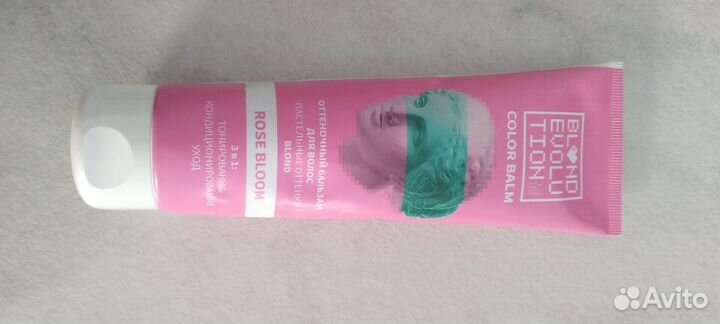 BLOND
EVOLU
TION
COLOR BALM
ОТТЕНОЧНЫЙ БАЛЬЗАМ
ДЛЯ ВОЛОС
ПАСТЕЛЬНЫЕ ОТТЕНКИ
BLOND
ROSE BLOOM
3 в 1:
ТОНИРОВАНИЕ
КОНДИЦИОНИРОВАНИЕ
УХОД
Avito